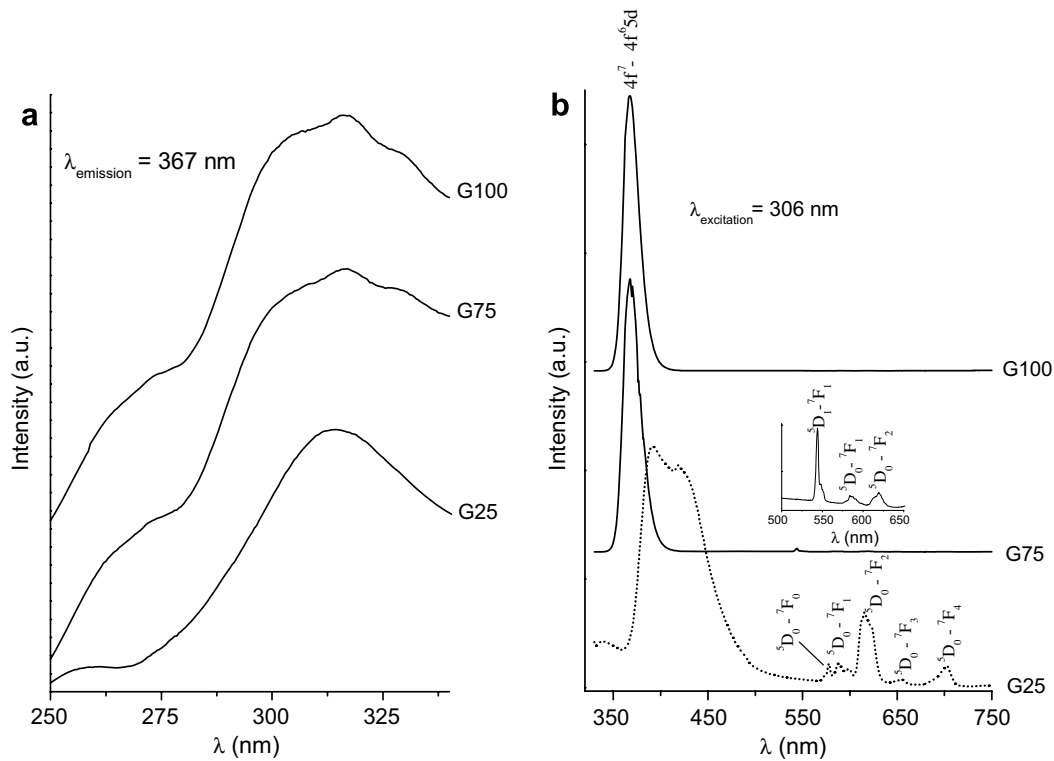 a
λemission = 367 nm
G100
G75
G25
Intensity (a.u.)
250 275 300 325
λ (nm)
b
4f⁷- 4f⁶5d
λexcitation= 306 nm
G100
⁵D₁-⁷F₁
⁵D₀-⁷F₁
⁵D₀-⁷F₂
500 550 600 650
λ (nm)
G75
⁵D₀-⁷F₀
⁵D₀-⁷F₁
⁵D₀-⁷F₂
⁵D₀-⁷F₃
⁵D₀-⁷F₄
G25
Intensity (a.u.)
350 450 550 650 750
λ (nm)